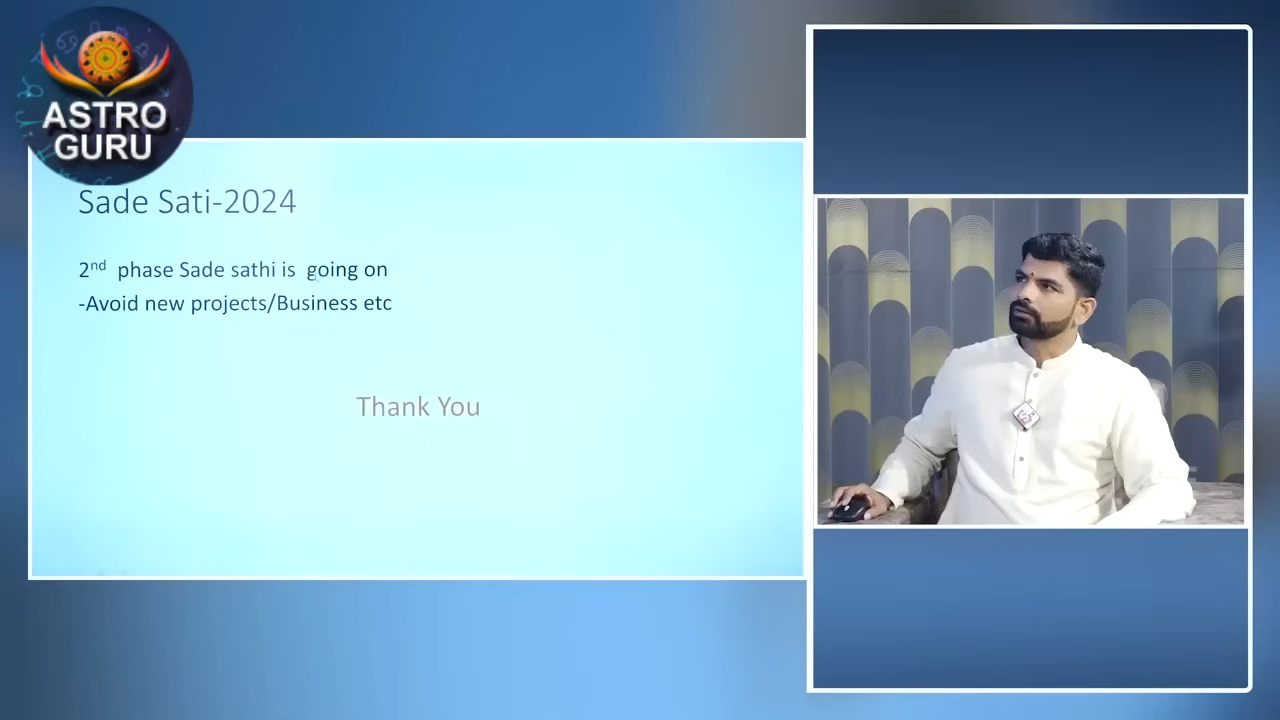 ASTRO
GURU
Sade Sati-2024
2nd phase Sade sathi is going on
-Avoid new projects/Business etc
Thank You